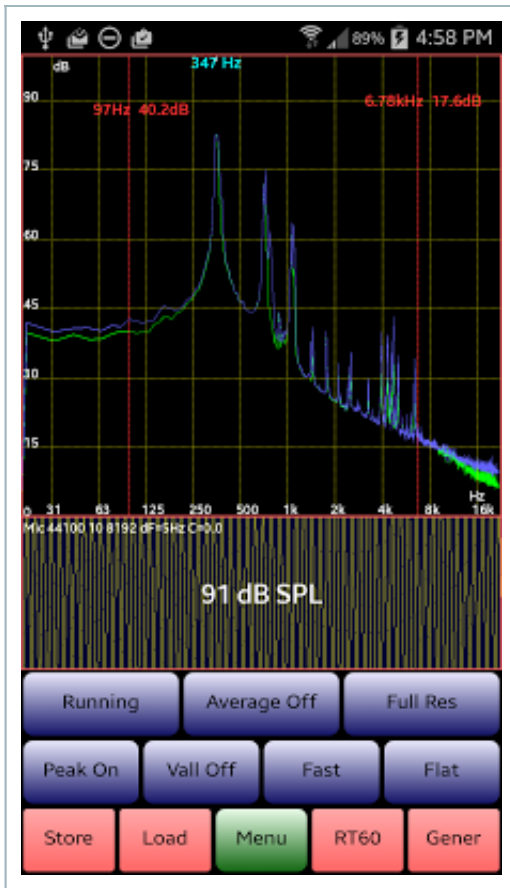 89% 4:58 PM
dB 347 Hz
90
97Hz 40.2dB 6.78kHz 17.6dB
75
60
45
30
15
Hz
0 31 63 125 250 500 1k 2k 4k 8k 16k
Mic 44100 10 8192 dF=5Hz C=0.0
91 dB SPL
Running Average Off Full Res
Peak On Vall Off Fast Flat
Store Load Menu RT60 Gener